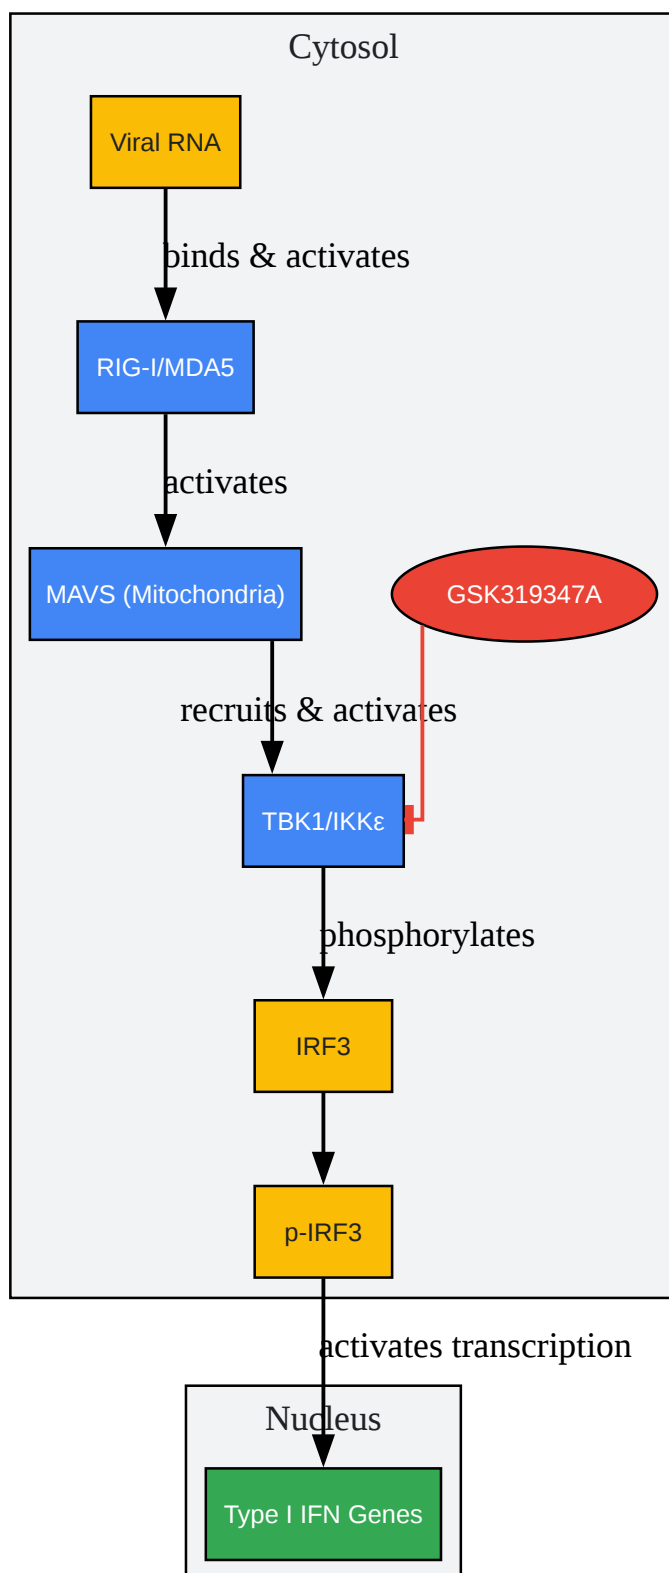 Cytosol
Viral RNA
binds & activates
RIG-I/MDA5
activates
MAVS (Mitochondria)
GSK319347A
recruits & activates
TBK1/IKKε
phosphorylates
IRF3
p-IRF3
activates transcription
Nucleus
Type I IFN Genes